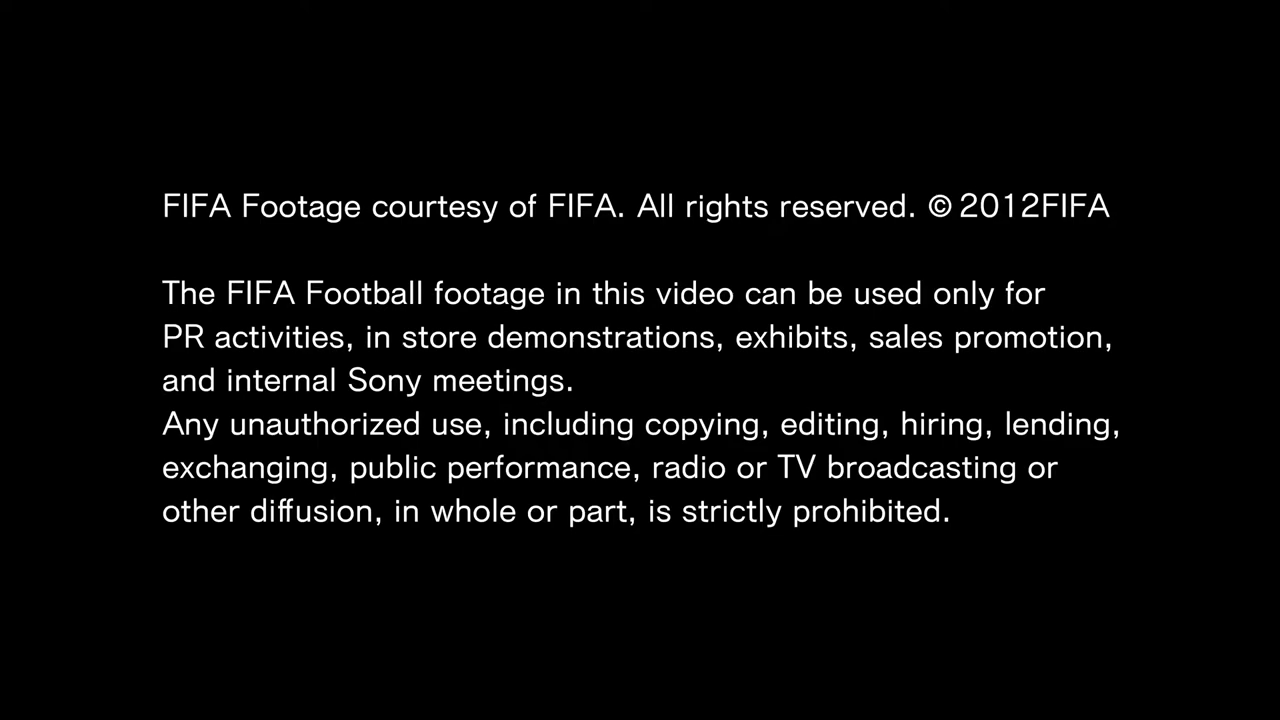 FIFA Footage courtesy of FIFA. All rights reserved. © 2012FIFA
The FIFA Football footage in this video can be used only for
PR activities, in store demonstrations, exhibits, sales promotion,
and internal Sony meetings.
Any unauthorized use, including copying, editing, hiring, lending,
exchanging, public performance, radio or TV broadcasting or
other diffusion, in whole or part, is strictly prohibited.